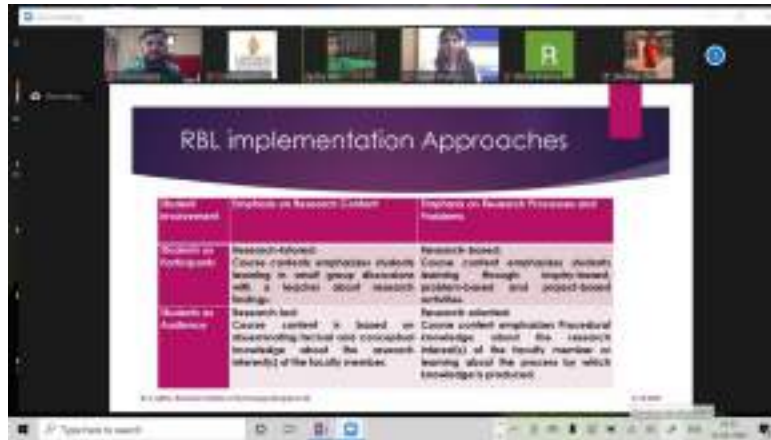 R
RBL implementation Approaches
Student Involvement
Emphasis on Research Content
Emphasis on Research Processes and Problems
Students as Participants
Research-tutored:
Course contents emphasizes students
learning in small group discussions
with a teacher about research
findings.
Research-based:
Course content emphasizes students
learning through inquiry-based,
problem-based and project-based
activities.
Students as Audience
Research-led:
Course content is based on
disseminating factual and conceptual
knowledge about the research
interest(s) of the faculty member.
Research-oriented:
Course content emphasizes Procedural
knowledge about the research
interest(s) of the faculty member or
learning about the process by which
knowledge is produced.
Type here to search